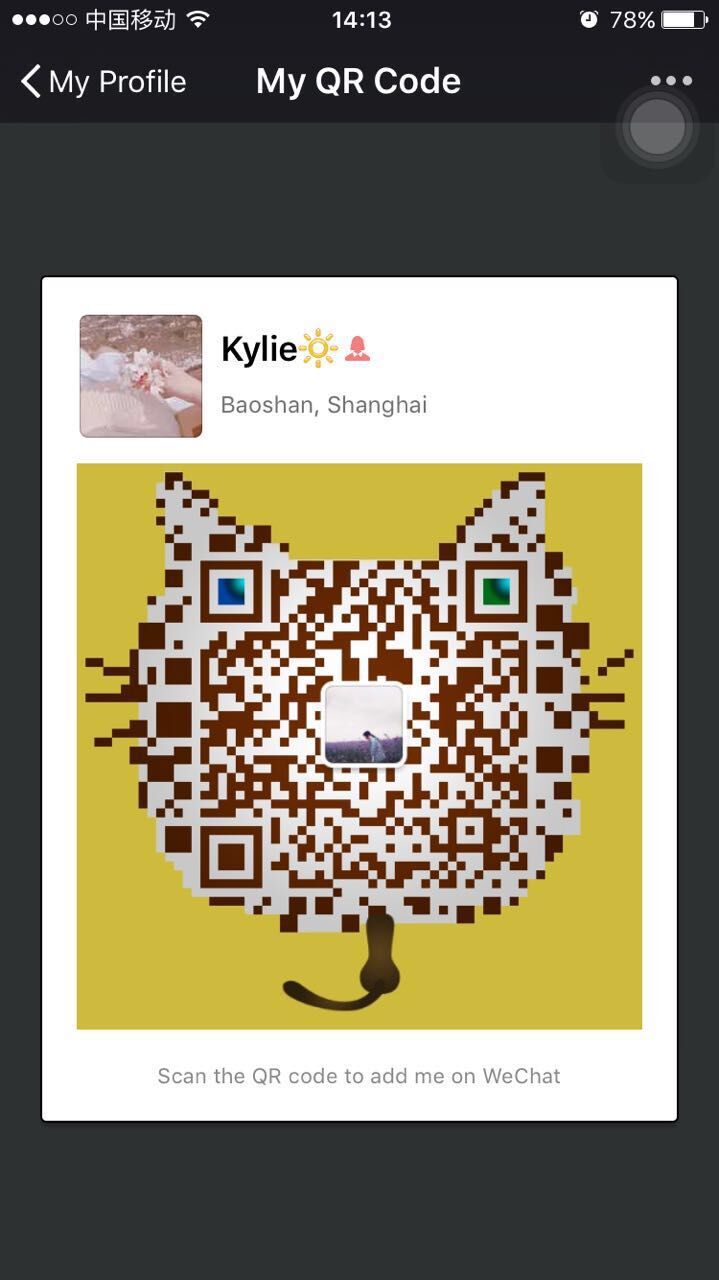 中国移动 14:13 78%
My Profile My QR Code
Kylie
Baoshan, Shanghai
Scan the QR code to add me on WeChat